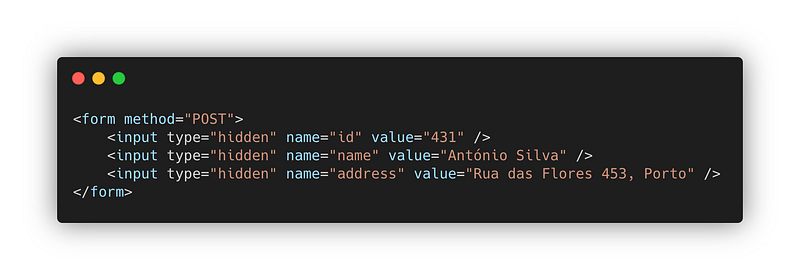 <form method="POST">
<input type="hidden" name="id" value="431" />
<input type="hidden" name="name" value="António Silva" />
<input type="hidden" name="address" value="Rua das Flores 453, Porto" />
</form>